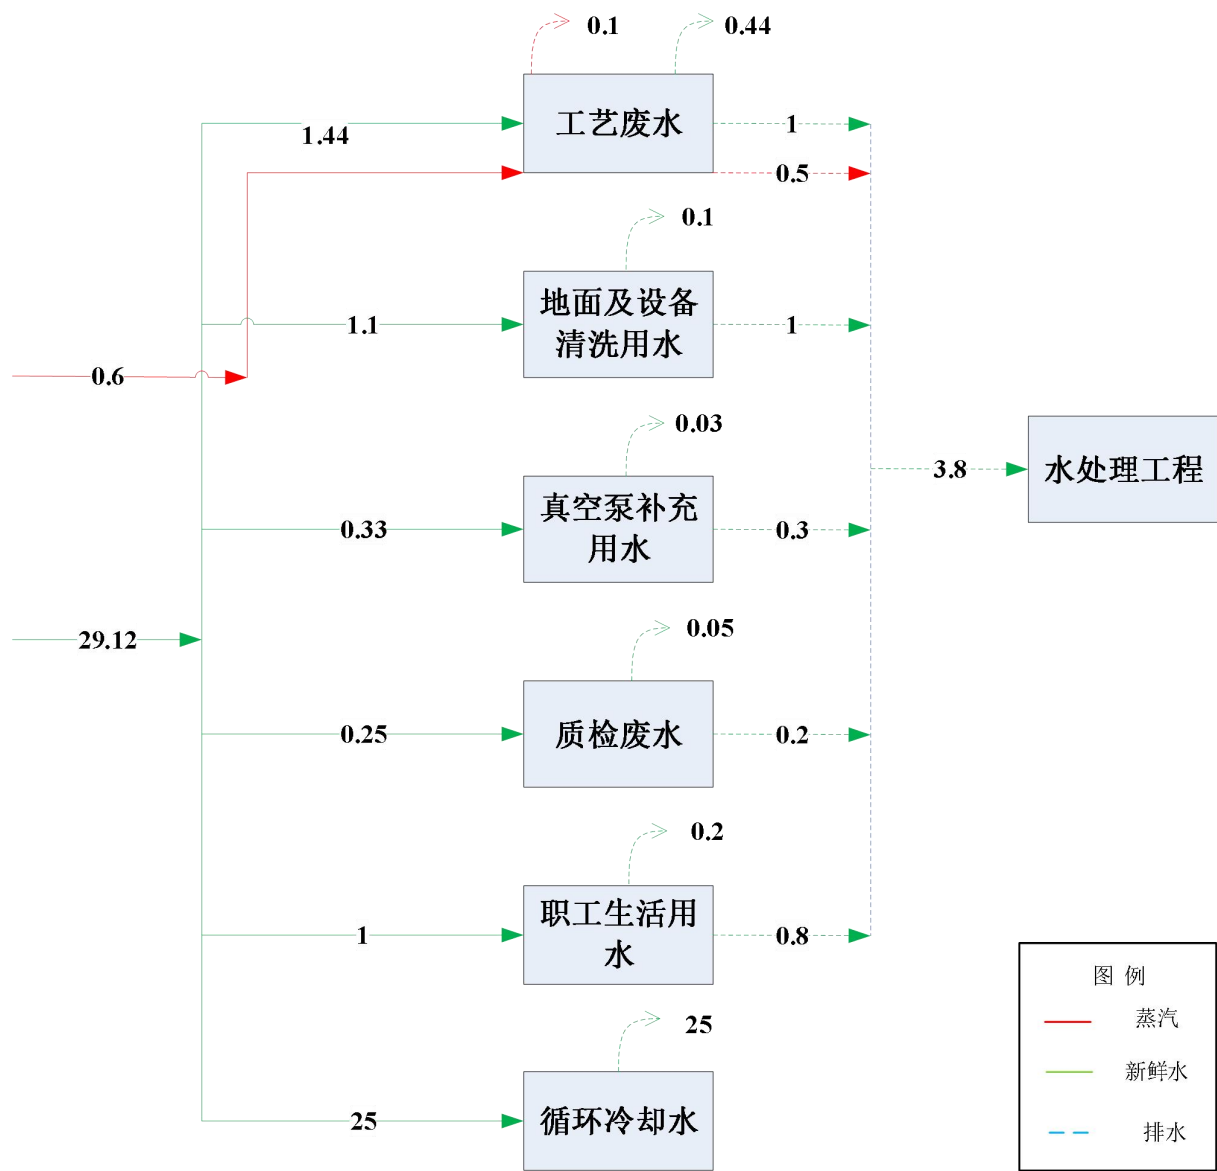 0.1
0.44
工艺废水
1.44
1
0.5
0.1
地面及设备
清洗用水
1.1
1
0.6
0.03
真空泵补充
用水
0.33
0.3
3.8
水处理工程
29.12
0.05
质检废水
0.25
0.2
0.2
职工生活用
水
1
0.8
25
循环冷却水
25
图 例
蒸汽
新鲜水
排水